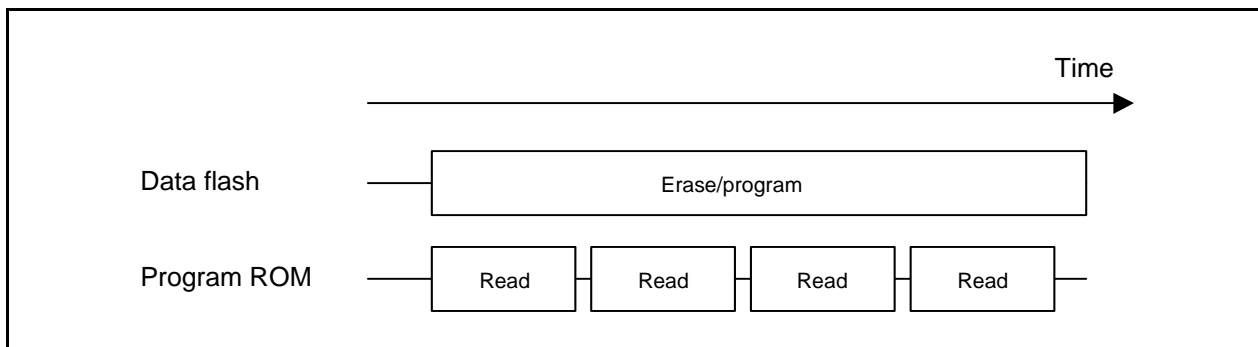 Time
Data flash
Erase/program
Program ROM
Read
Read
Read
Read